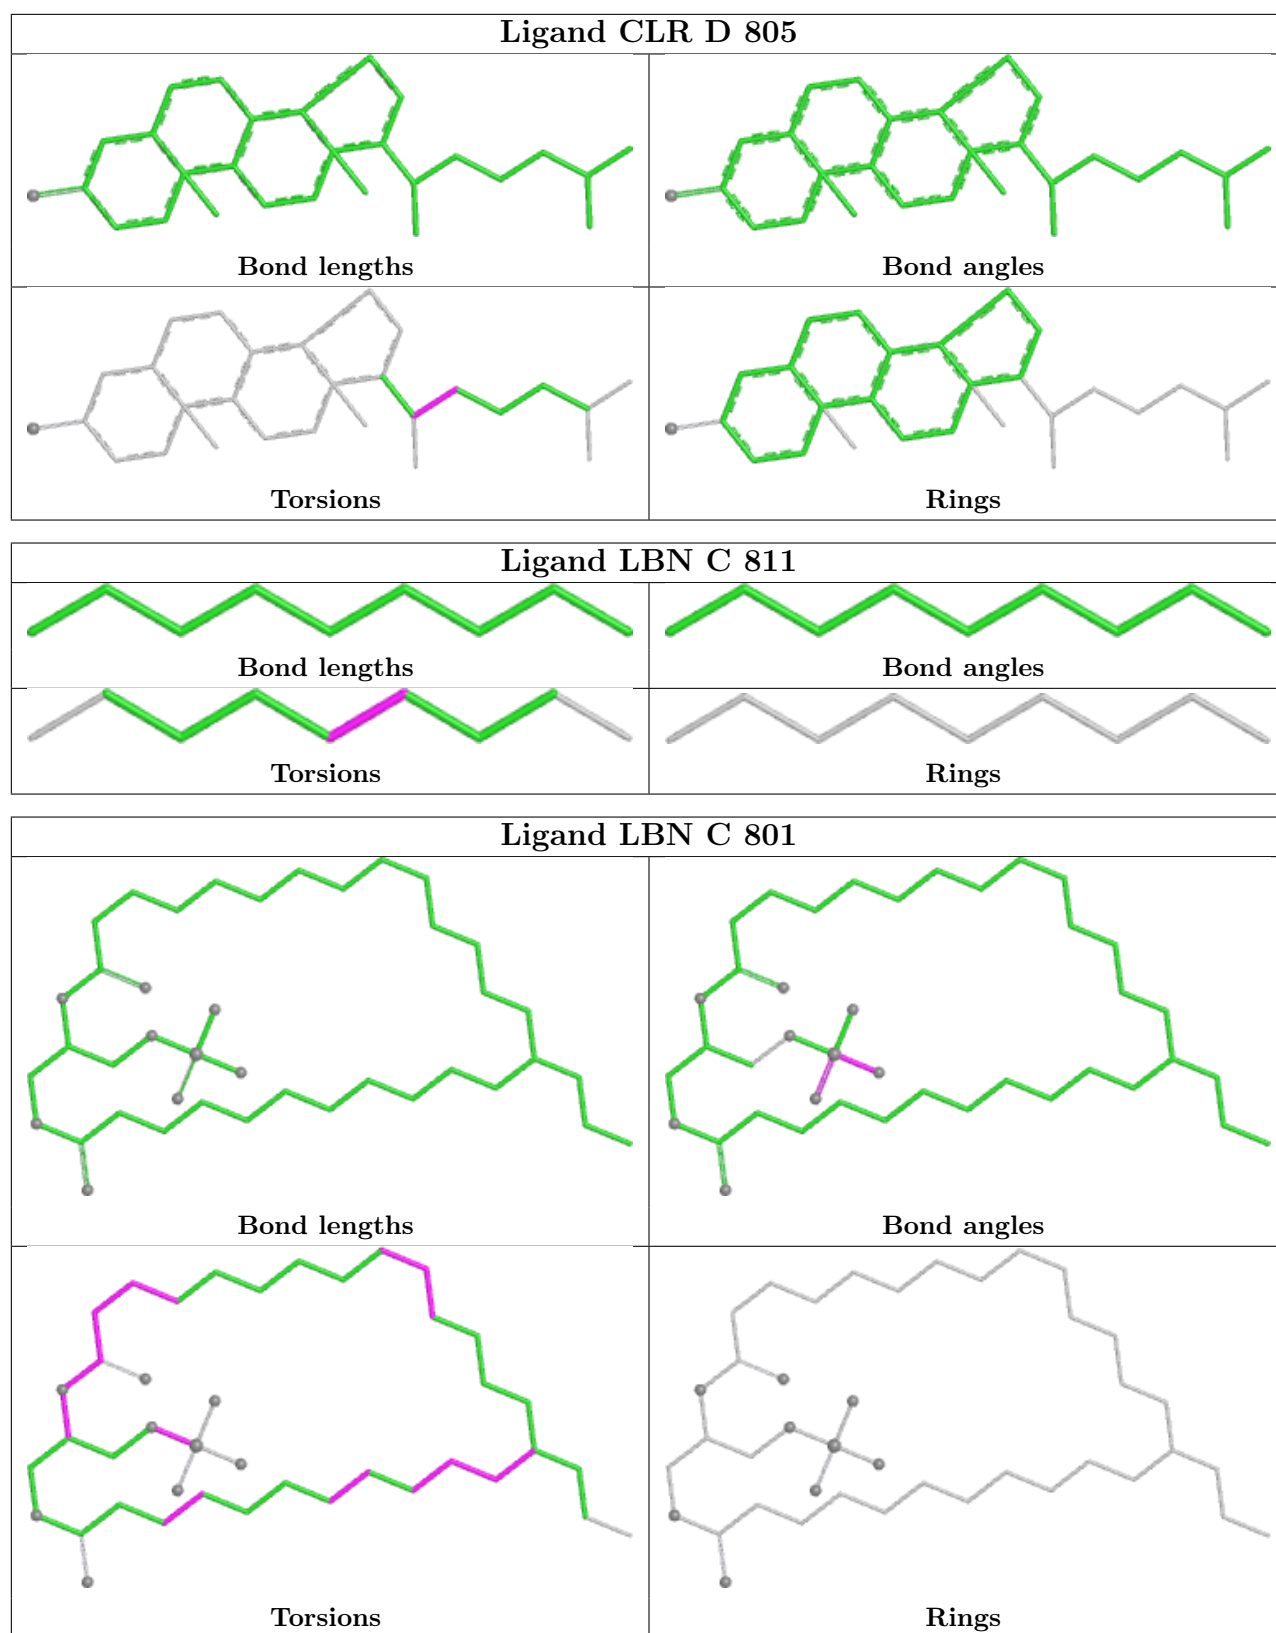 Ligand CLR D 805
Bond lengths
Bond angles
Torsions
Rings
Ligand LBN C 811
Bond lengths
Bond angles
Torsions
Rings
Ligand LBN C 801
Bond lengths
Bond angles
Torsions
Rings